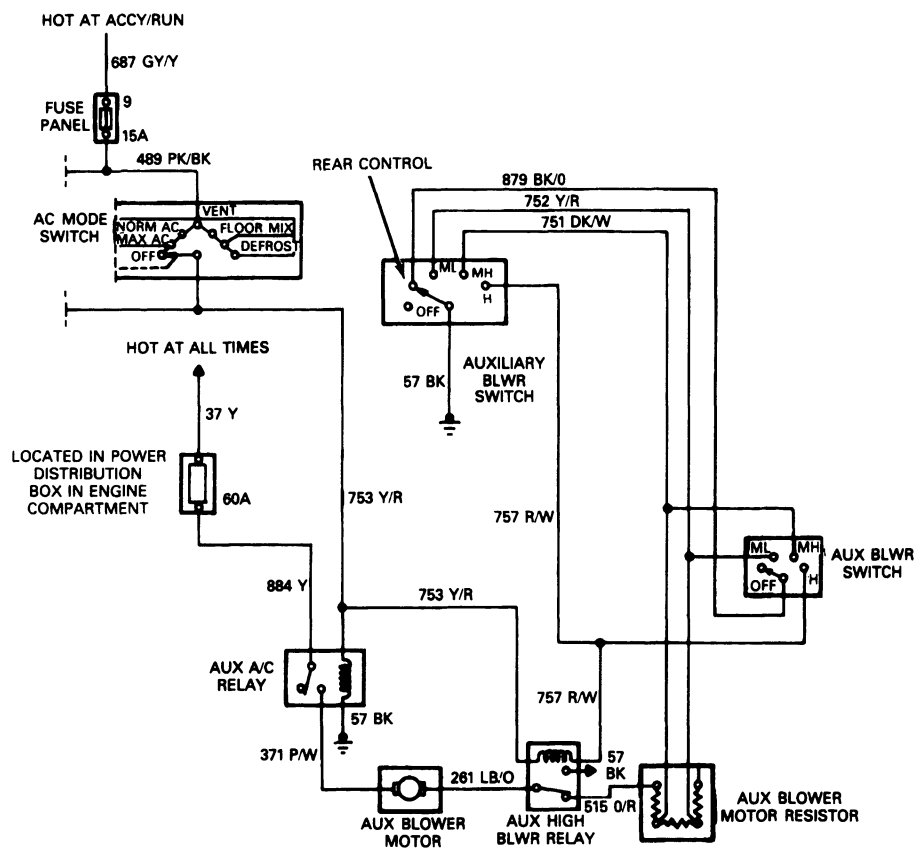 HOT AT ACCY/RUN
687 GY/Y
FUSE
PANEL
9
15A
489 PK/BK
REAR CONTROL
879 BK/0
752 Y/R
751 DK/W
AC MODE
SWITCH
VENT
NORM AC
FLOOR MIX
MAX AC
DEFROST
OFF
ML
MH
H
OFF
HOT AT ALL TIMES
AUXILIARY
BLWR
SWITCH
57 BK
37 Y
LOCATED IN POWER
DISTRIBUTION
BOX IN ENGINE
COMPARTMENT
60A
753 Y/R
757 R/W
ML
MH
OFF
H
AUX BLWR
SWITCH
884 Y
753 Y/R
AUX A/C
RELAY
57 BK
757 R/W
371 P/W
57
BK
261 LB/O
515 0/R
AUX BLOWER
MOTOR
AUX HIGH
BLWR RELAY
AUX BLOWER
MOTOR RESISTOR